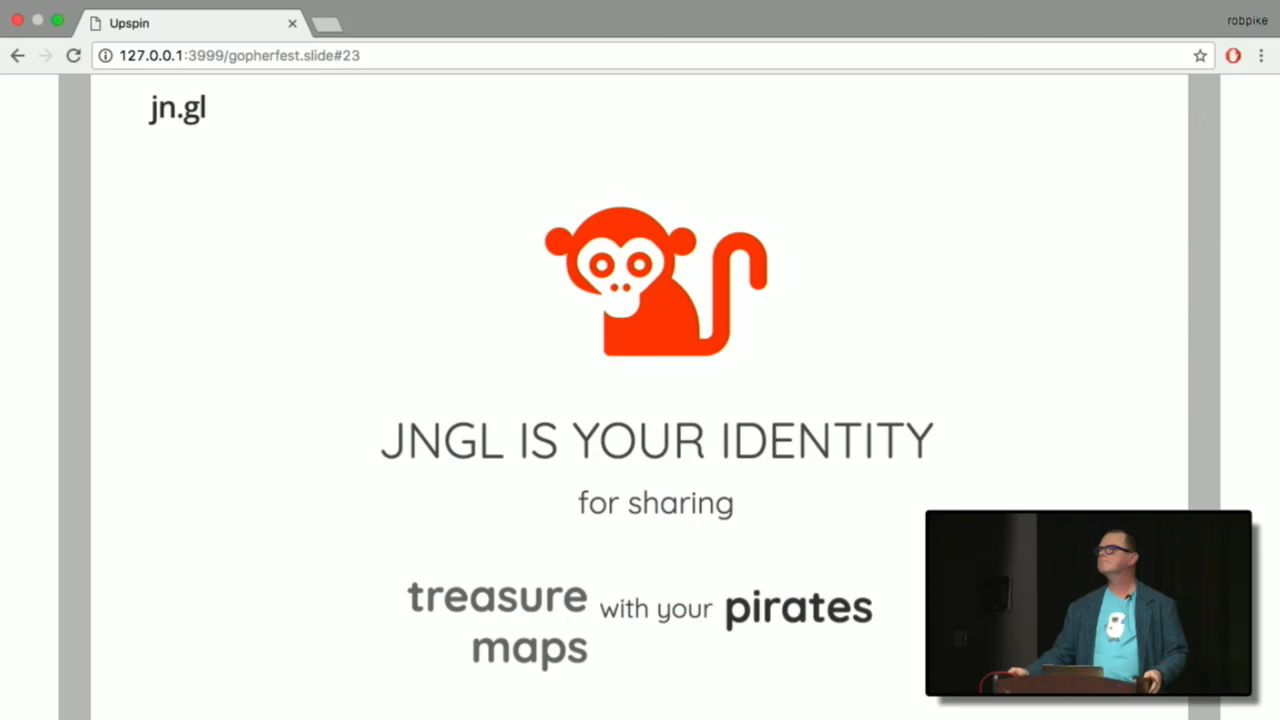 Upspin
robpike
127.0.0.1:3999/gopherfest.slide#23
jn.gl
JNGL IS YOUR IDENTITY
for sharing
treasure maps with your pirates